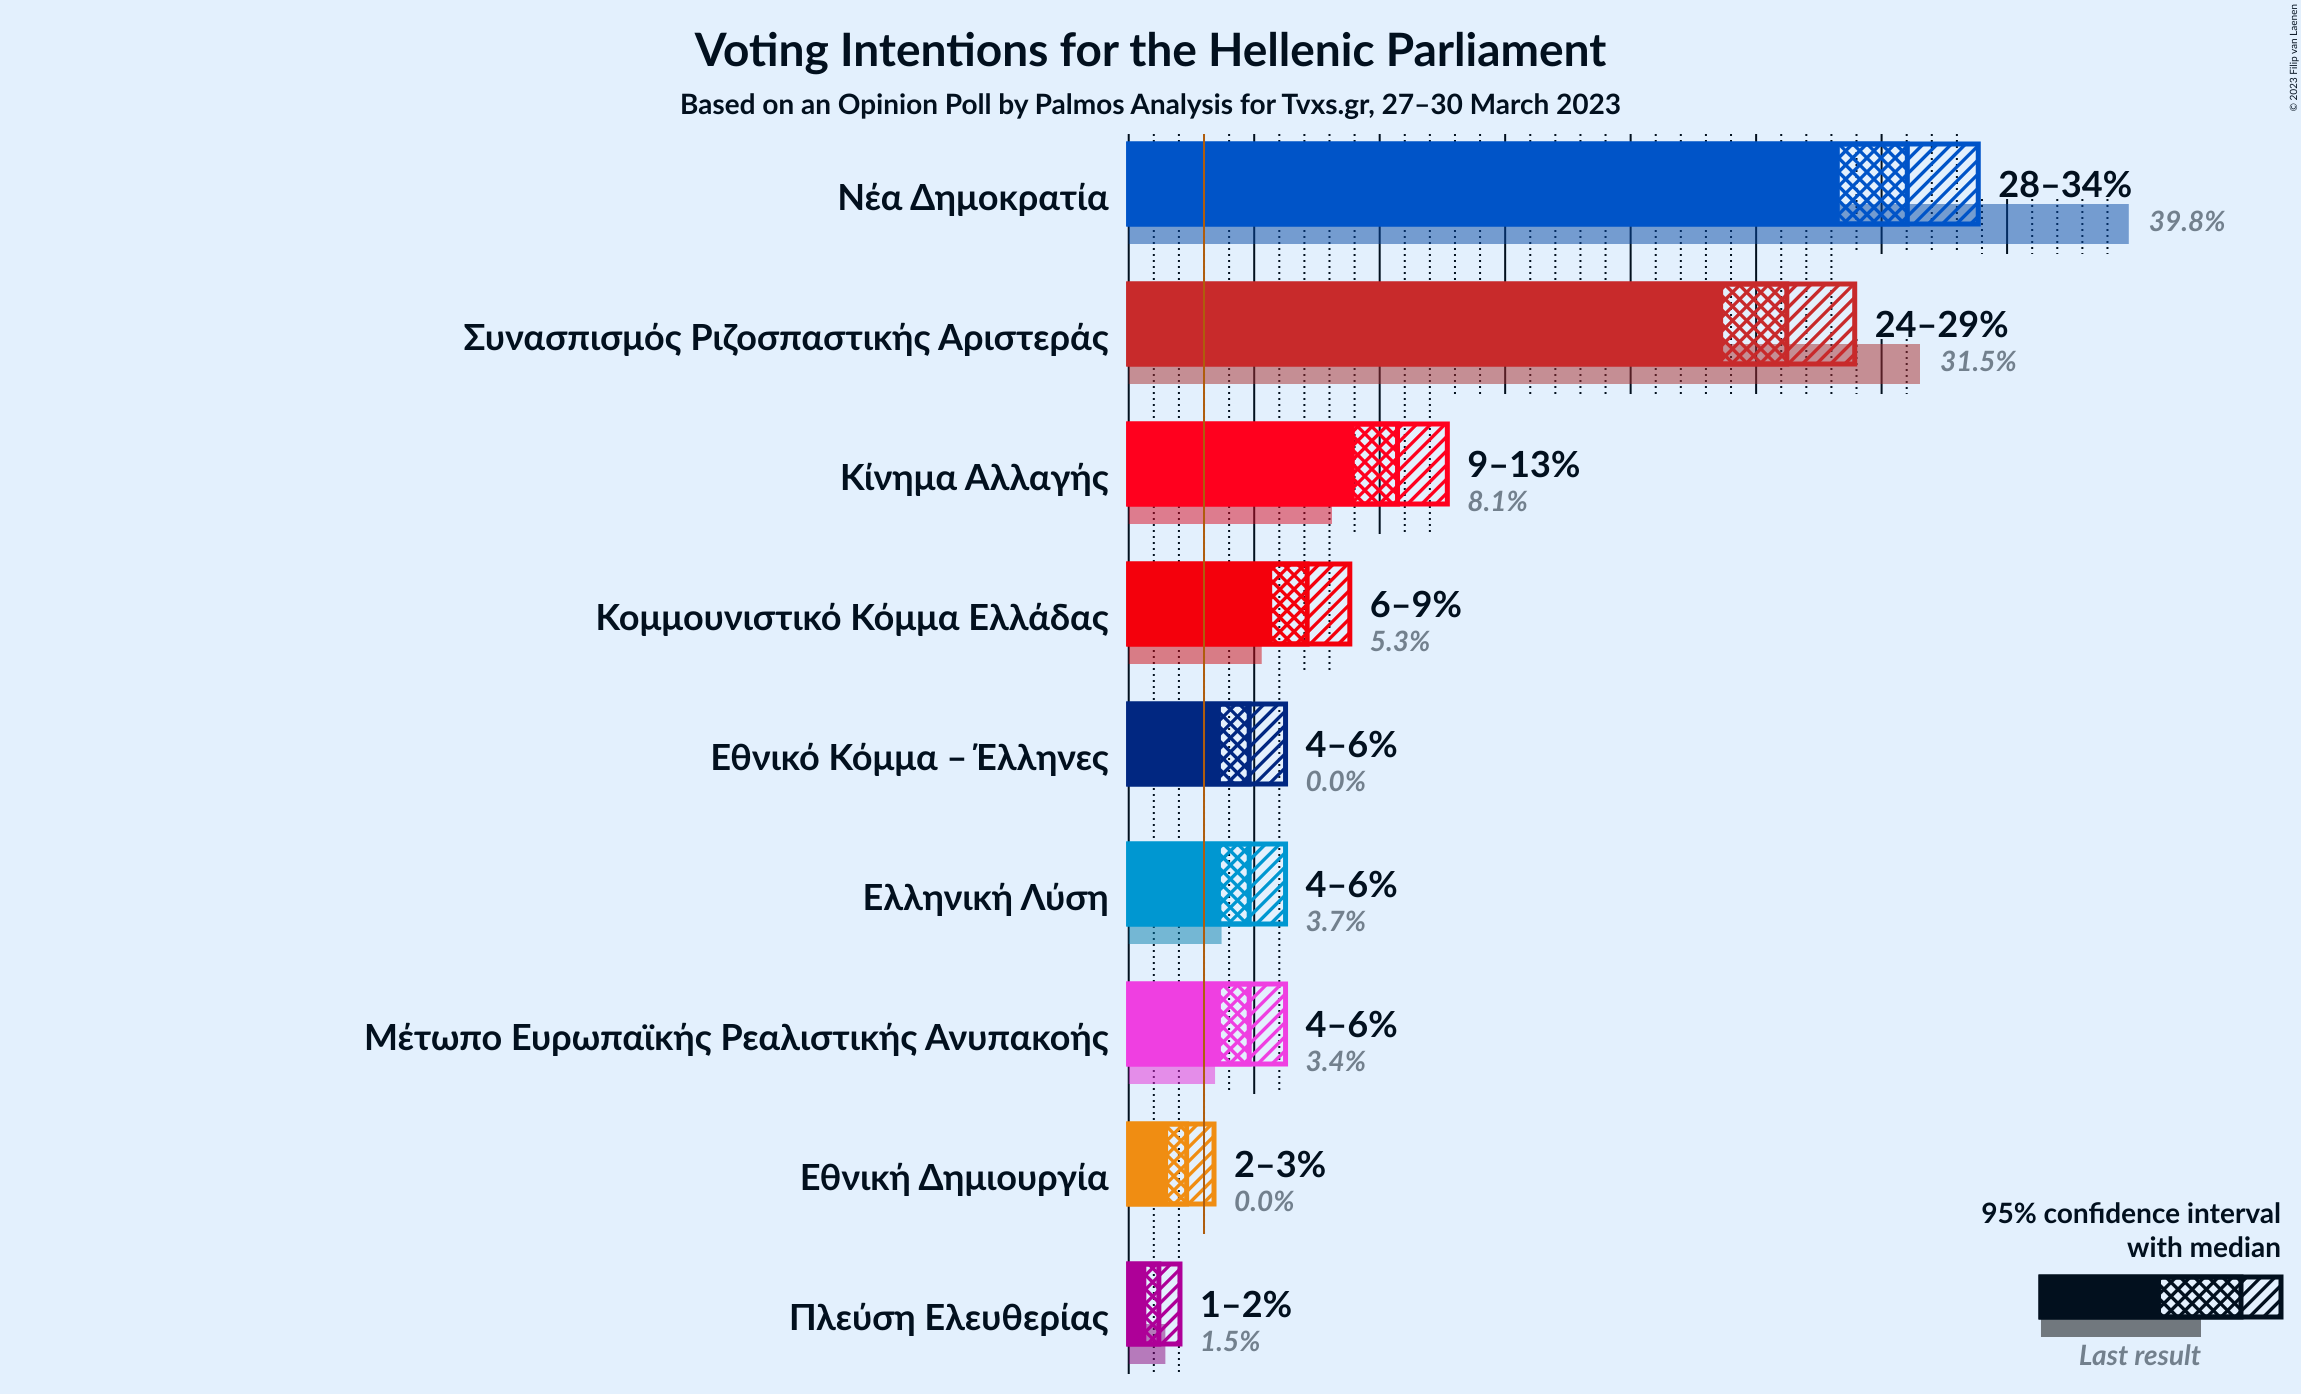 Voting Intentions for the Hellenic Parliament
Based on an Opinion Poll by Palmos Analysis for Tvxs.gr, 27–30 March 2023
© 2023 Filip van Laenen
Νέα Δημοκρατία
28–34%
39.8%
Συνασπισμός Ριζοσπαστικής Αριστεράς
24–29%
31.5%
Κίνημα Αλλαγής
9–13%
8.1%
Κομμουνιστικό Κόμμα Ελλάδας
6–9%
5.3%
Εθνικό Κόμμα – Έλληνες
4–6%
0.0%
Ελληνική Λύση
4–6%
3.7%
Μέτωπο Ευρωπαϊκής Ρεαλιστικής Ανυπακοής
4–6%
3.4%
Εθνική Δημιουργία
2–3%
0.0%
Πλεύση Ελευθερίας
1–2%
1.5%
95% confidence interval
with median
Last result